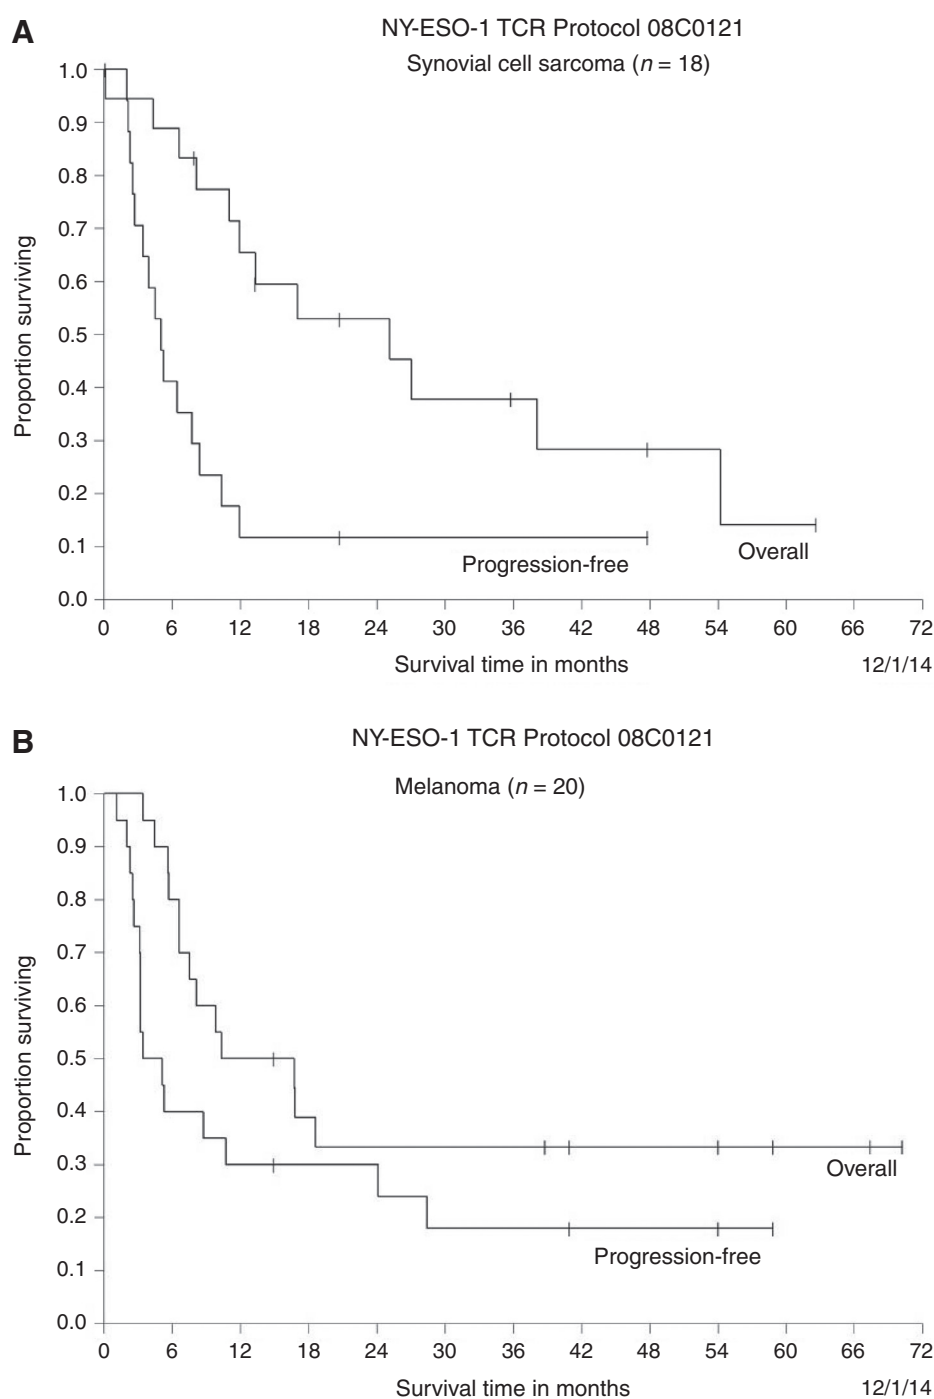 A
NY-ESO-1 TCR Protocol 08C0121
Synovial cell sarcoma (n = 18)
Proportion surviving
1.0
0.9
0.8
0.7
0.6
0.5
0.4
0.3
0.2
0.1
0.0
Progression-free
Overall
0 6 12 18 24 30 36 42 48 54 60 66 72
Survival time in months
12/1/14
B
NY-ESO-1 TCR Protocol 08C0121
Melanoma (n = 20)
Proportion surviving
1.0
0.9
0.8
0.7
0.6
0.5
0.4
0.3
0.2
0.1
0.0
Overall
Progression-free
0 6 12 18 24 30 36 42 48 54 60 66 72
Survival time in months
12/1/14